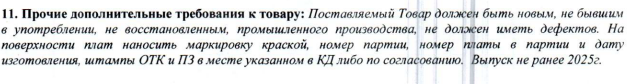 11. Прочие дополнительные требования к товару: Поставляемый Товар должен быть новым, не бывшим
в употреблении, не восстановленным, промышленного производства, не должен иметь дефектов. На
поверхности плат наносить маркировку краской, номер партии, номер платы в партии и дату
изготовления, штампы ОТК и ПЗ в месте указанном в КД либо по согласованию. Выпуск не ранее 2025г.